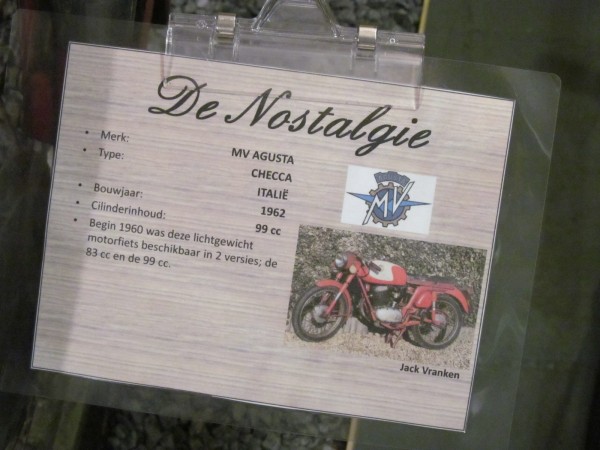 De Nostalgie
• Merk: MV AGUSTA
• Type: CHECCA
ITALIË
• Bouwjaar: 1962
• Cilinderinhoud: 99 cc
• Begin 1960 was deze lichtgewicht
motorfiets beschikbaar in 2 versies; de
83 cc en de 99 cc.
MV
Jack Vranken